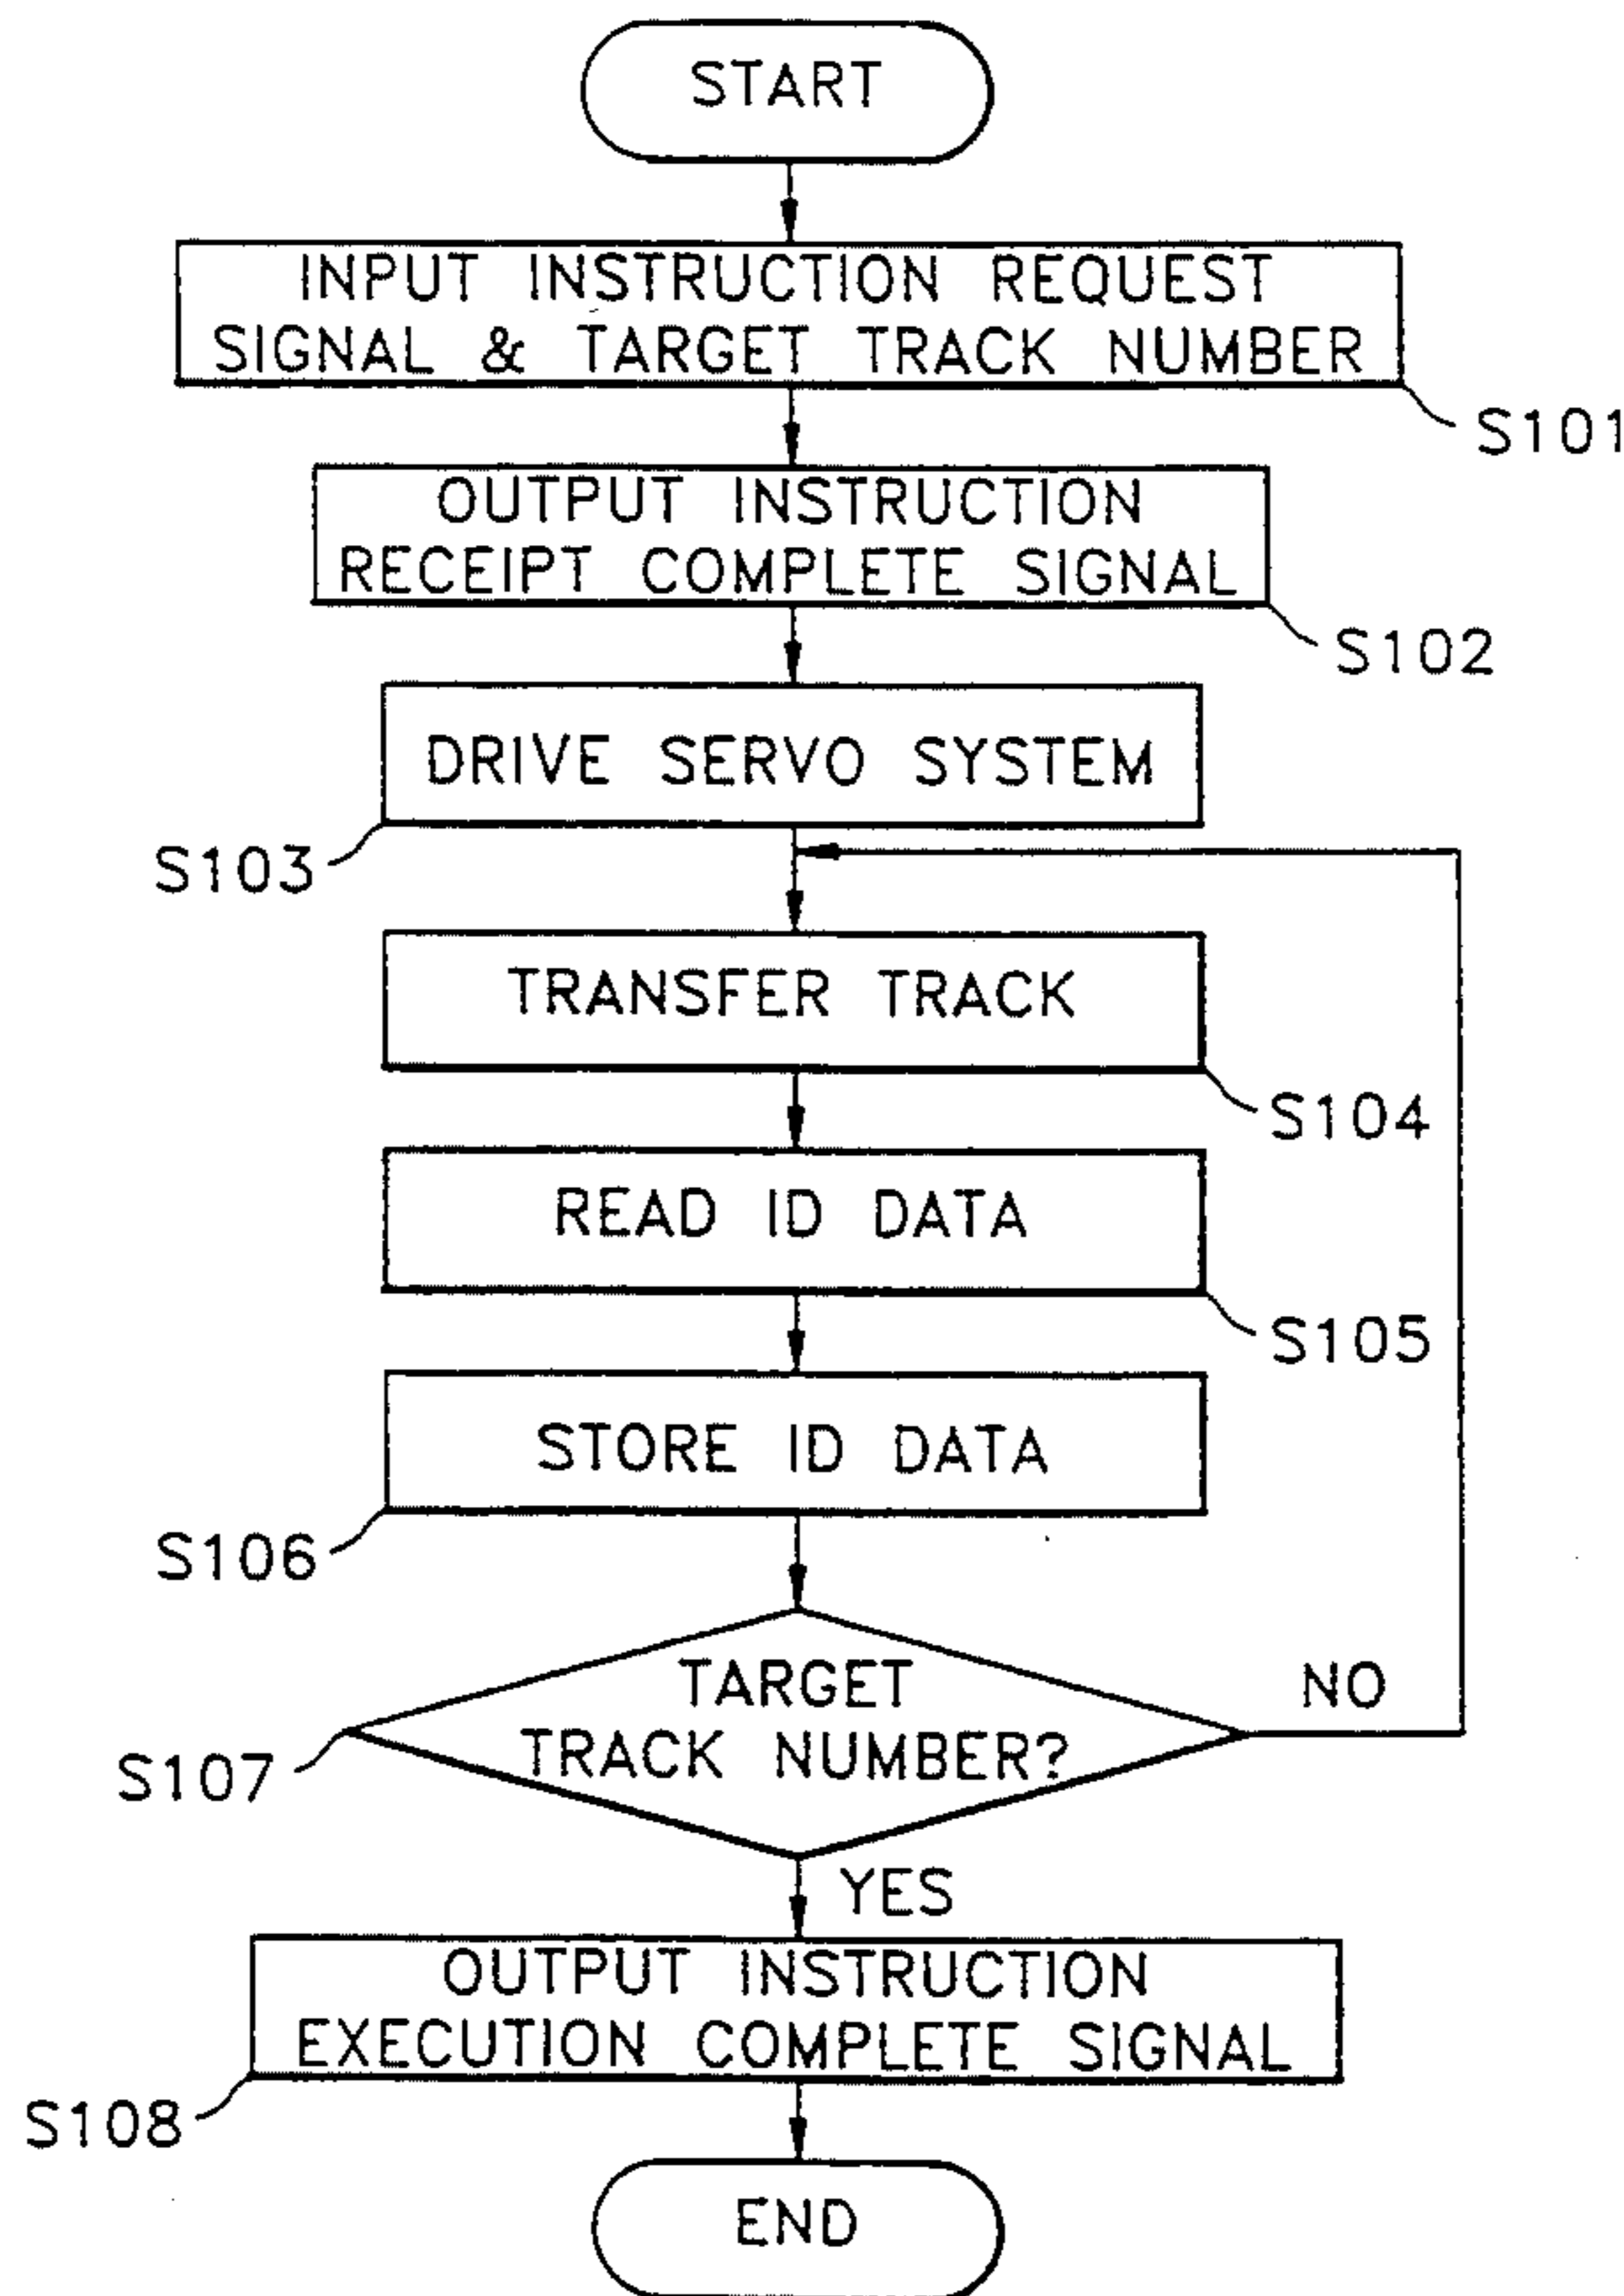 START
INPUT INSTRUCTION REQUEST
SIGNAL & TARGET TRACK NUMBER
S101
OUTPUT INSTRUCTION
RECEIPT COMPLETE SIGNAL
S102
DRIVE SERVO SYSTEM
S103
TRANSFER TRACK
S104
READ ID DATA
S105
STORE ID DATA
S106
TARGET
TRACK NUMBER?
NO
S107
YES
OUTPUT INSTRUCTION
EXECUTION COMPLETE SIGNAL
S108
END